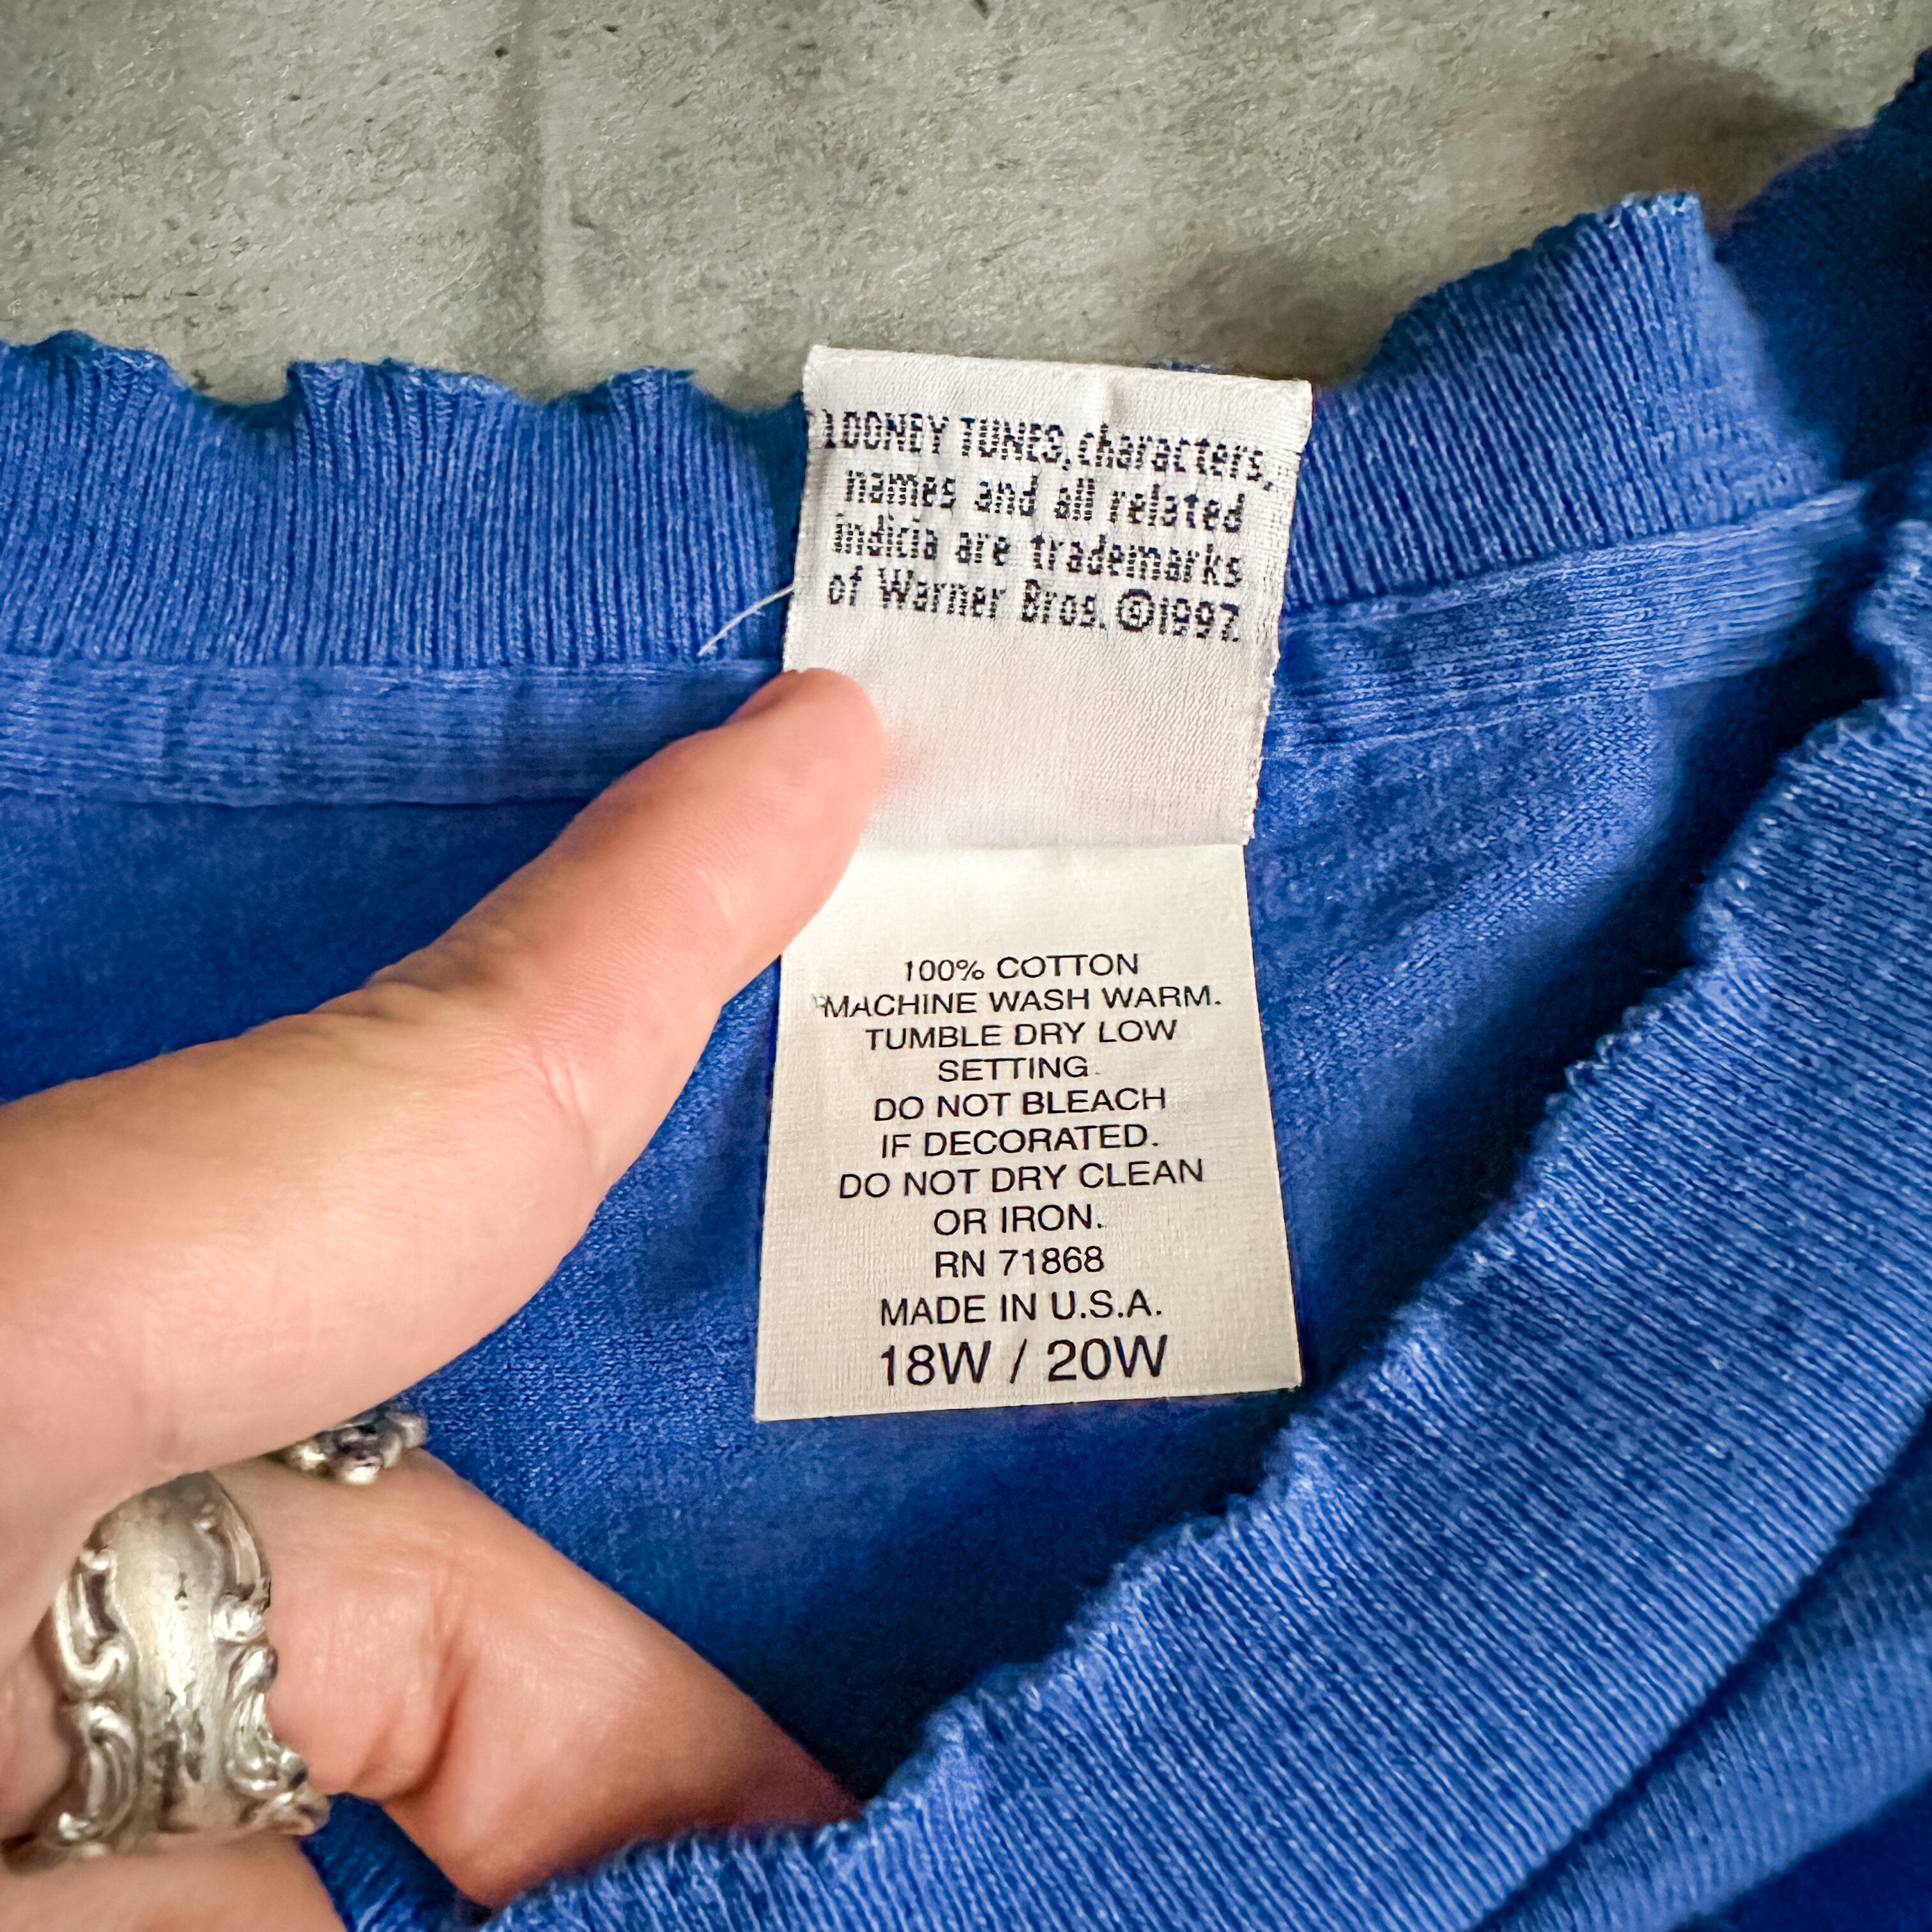 LOONEY TUNES, characters,
names and all related
indicia are trademarks
of Warner Bros. ©1997.
100% COTTON
MACHINE WASH WARM.
TUMBLE DRY LOW
SETTING.
DO NOT BLEACH
IF DECORATED.
DO NOT DRY CLEAN
OR IRON.
RN 71868
MADE IN U.S.A.
18W / 20W